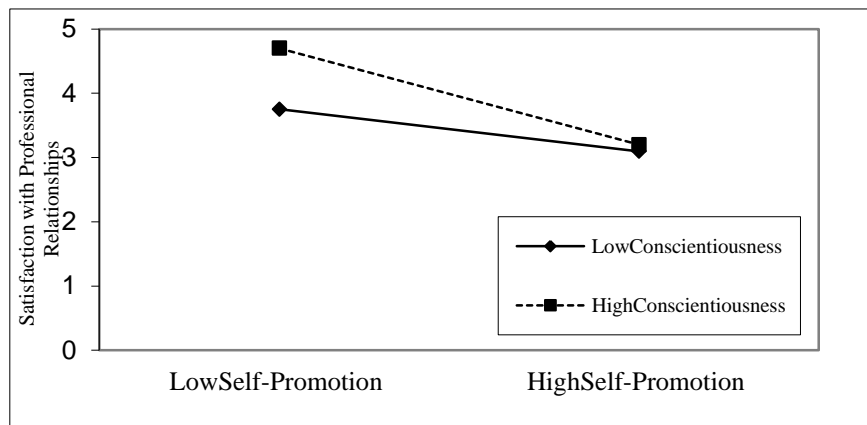 Satisfaction with Professional
Relationships
5
4
3
2
1
0
LowSelf-Promotion
HighSelf-Promotion
LowConscientiousness
HighConscientiousness